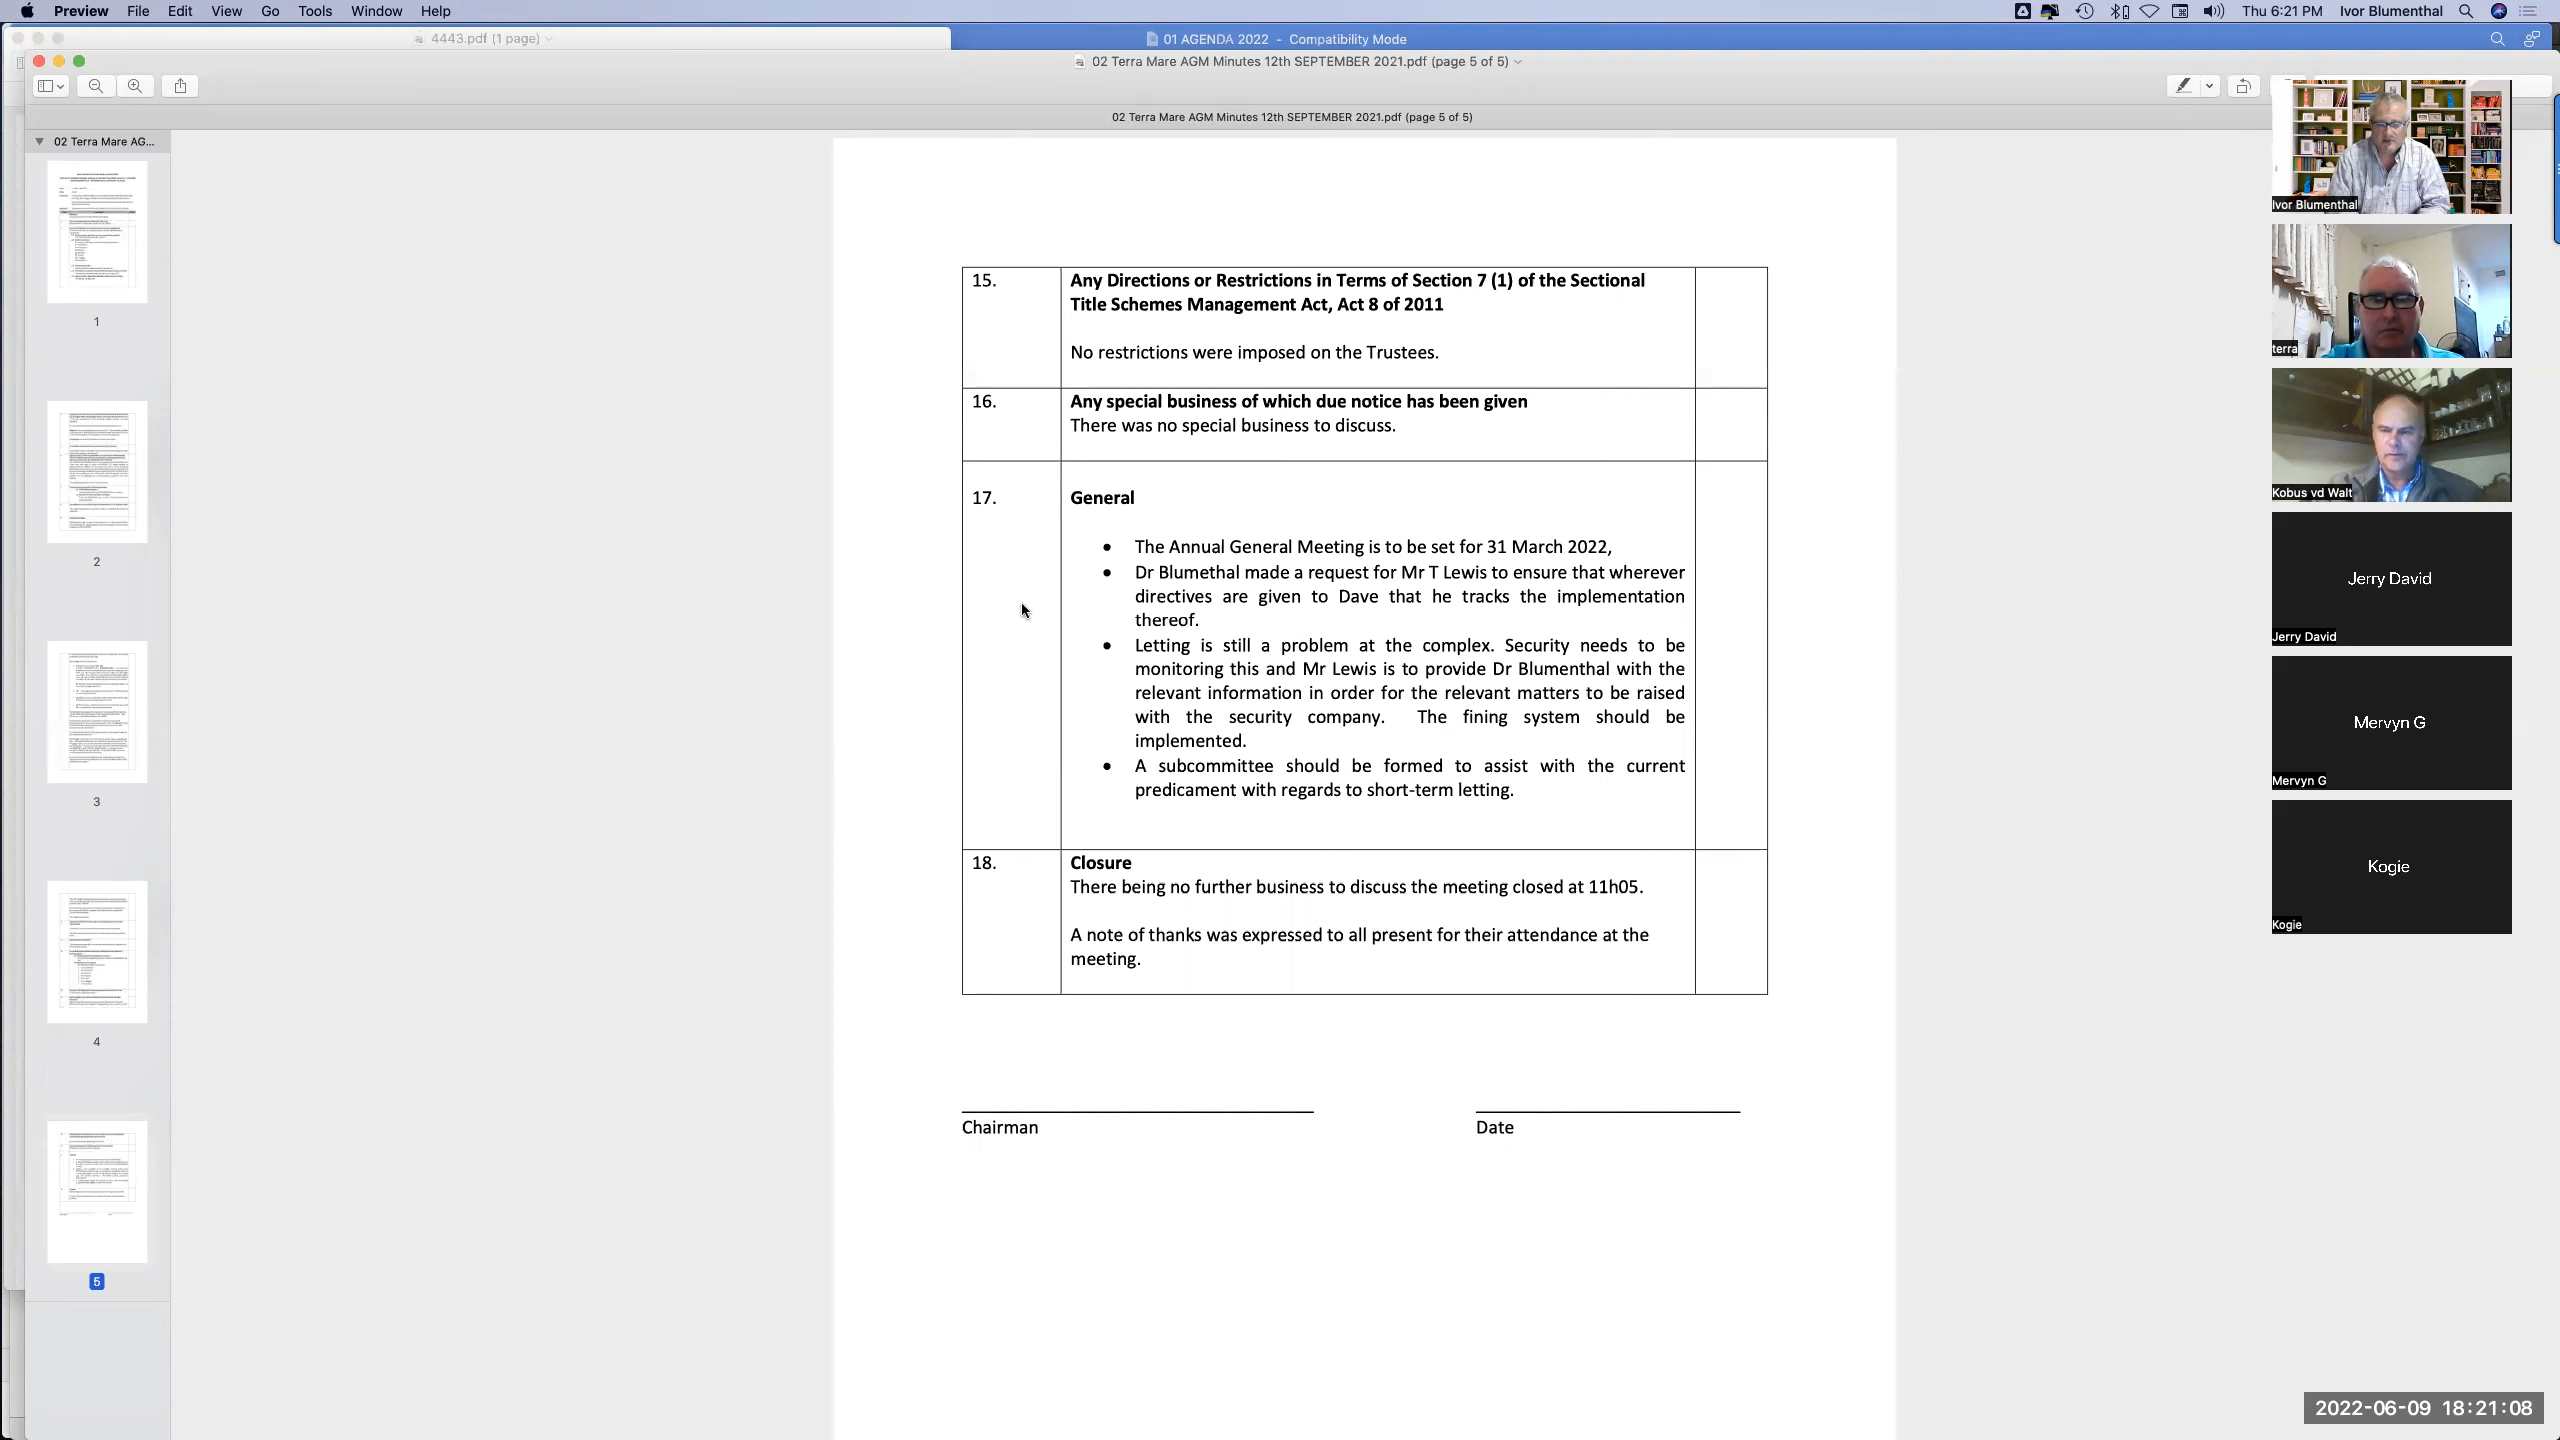 Preview File Edit View Go Tools Window Help
Thu 6:21 PM Ivor Blumenthal
4443.pdf (1 page)
01 AGENDA 2022 - Compatibility Mode
02 Terra Mare AGM Minutes 12th SEPTEMBER 2021.pdf (page 5 of 5)
02 Terra Mare AGM Minutes 12th SEPTEMBER 2021.pdf (page 5 of 5)
02 Terra Mare AG...
1
2
3
4
5
15. Any Directions or Restrictions in Terms of Section 7 (1) of the Sectional
Title Schemes Management Act, Act 8 of 2011
No restrictions were imposed on the Trustees.
16. Any special business of which due notice has been given
There was no special business to discuss.
17. General
• The Annual General Meeting is to be set for 31 March 2022,
• Dr Blumethal made a request for Mr T Lewis to ensure that wherever
directives are given to Dave that he tracks the implementation
thereof.
• Letting is still a problem at the complex. Security needs to be
monitoring this and Mr Lewis is to provide Dr Blumenthal with the
relevant information in order for the relevant matters to be raised
with the security company. The fining system should be
implemented.
• A subcommittee should be formed to assist with the current
predicament with regards to short-term letting.
18. Closure
There being no further business to discuss the meeting closed at 11h05.
A note of thanks was expressed to all present for their attendance at the
meeting.
Chairman Date
Ivor Blumenthal
terra
Kobus vd Walt
Jerry David
Jerry David
Mervyn G
Mervyn G
Kogie
Kogie
2022-06-09 18:21:08